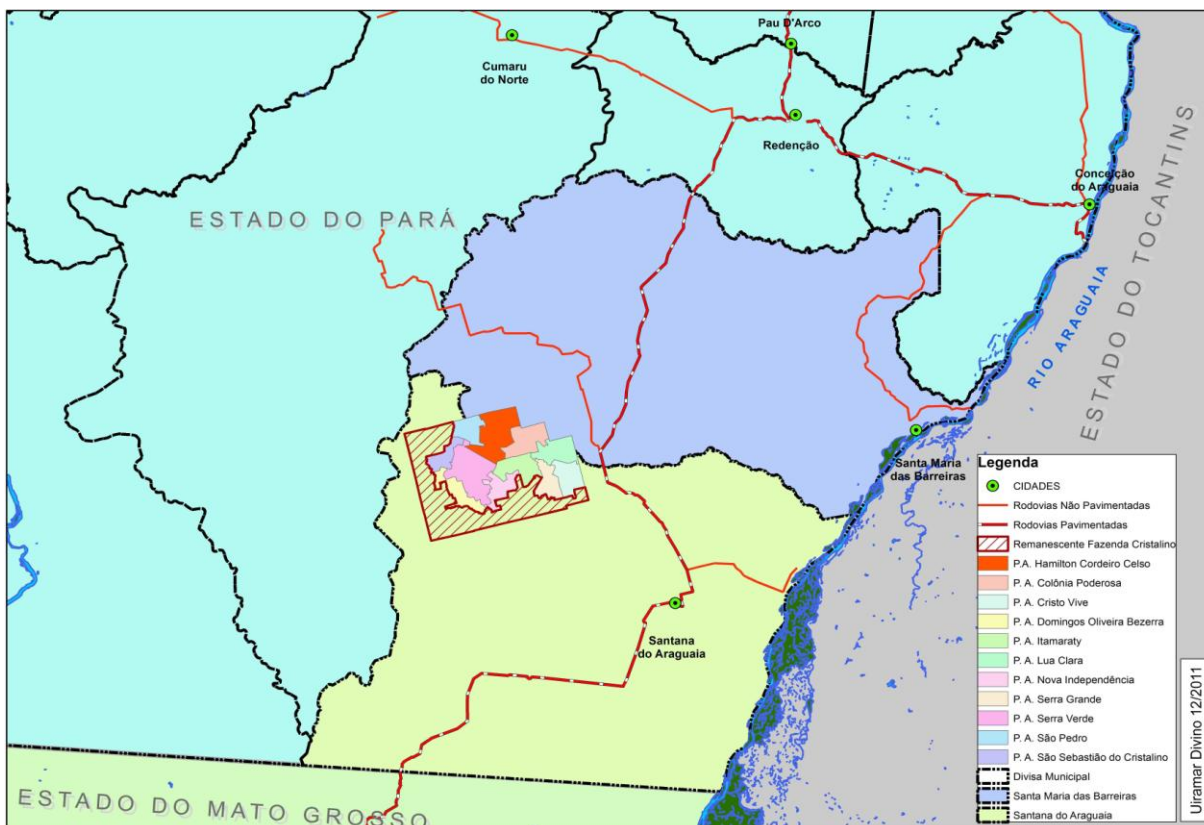 Pau D'Arco
Cumaru
do Norte
Redenção
Conceição
do Araguaia
ESTADO DO PARÁ
RIO ARAGUAIA
ESTADO DO TOCANTINS
Santa Maria
das Barreiras
Santana
do Araguaia
ESTADO DO MATO GROSSO
Legenda
CIDADES
Rodovias Não Pavimentadas
Rodovias Pavimentadas
Remanescente Fazenda Cristalino
P.A. Hamilton Cordeiro Celso
P. A. Colônia Poderosa
P. A. Cristo Vive
P. A. Domingos Oliveira Bezerra
P. A. Itamaraty
P. A. Lua Clara
P. A. Nova Independência
P. A. Serra Grande
P. A. Serra Verde
P. A. São Pedro
P. A. São Sebastião do Cristalino
Divisa Municipal
Santa Maria das Barreiras
Santana do Araguaia
Uiramar Divino 12/2011